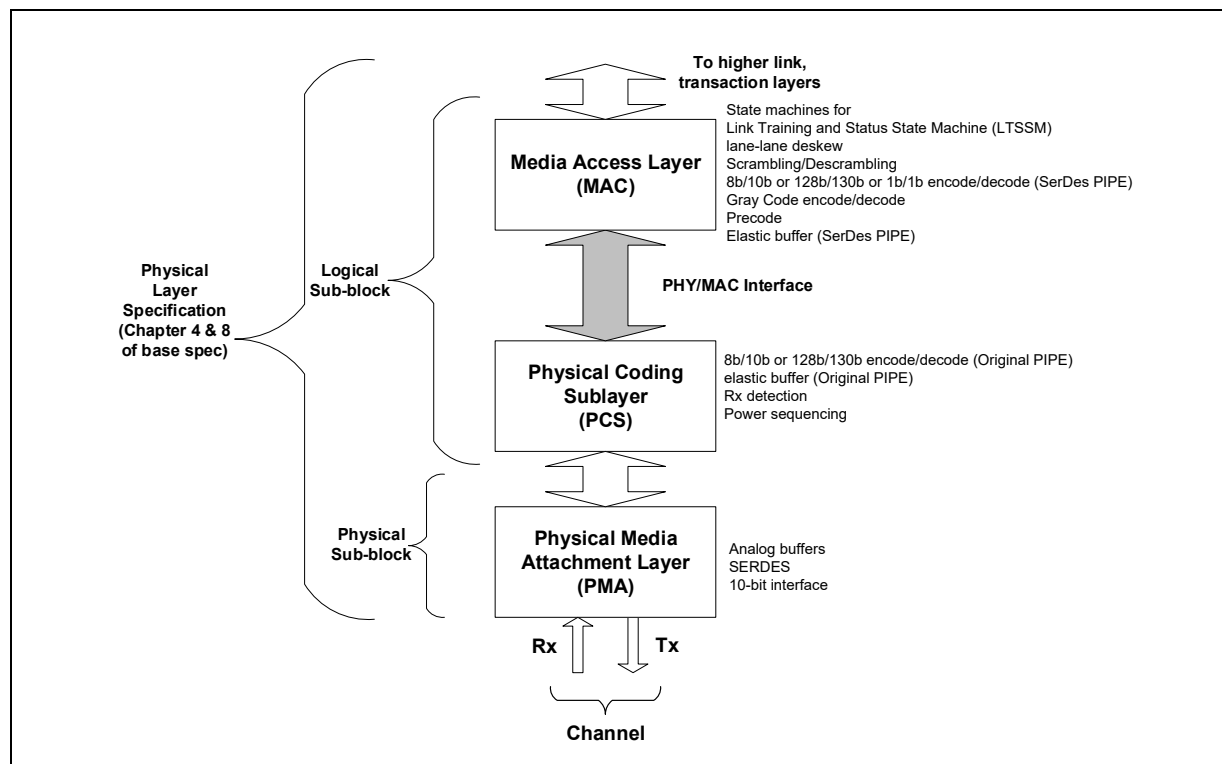 To higher link,
transaction layers
State machines for
Link Training and Status State Machine (LTSSM)
lane-lane deskew
Scrambling/Descrambling
8b/10b or 128b/130b or 1b/1b encode/decode (SerDes PIPE)
Gray Code encode/decode
Precode
Elastic buffer (SerDes PIPE)
Media Access Layer
(MAC)
Physical
Layer
Specification
(Chapter 4 & 8
of base spec)
Logical
Sub-block
PHY/MAC Interface
Physical Coding
Sublayer
(PCS)
8b/10b or 128b/130b encode/decode (Original PIPE)
elastic buffer (Original PIPE)
Rx detection
Power sequencing
Physical
Sub-block
Physical Media
Attachment Layer
(PMA)
Analog buffers
SERDES
10-bit interface
Rx
Tx
Channel